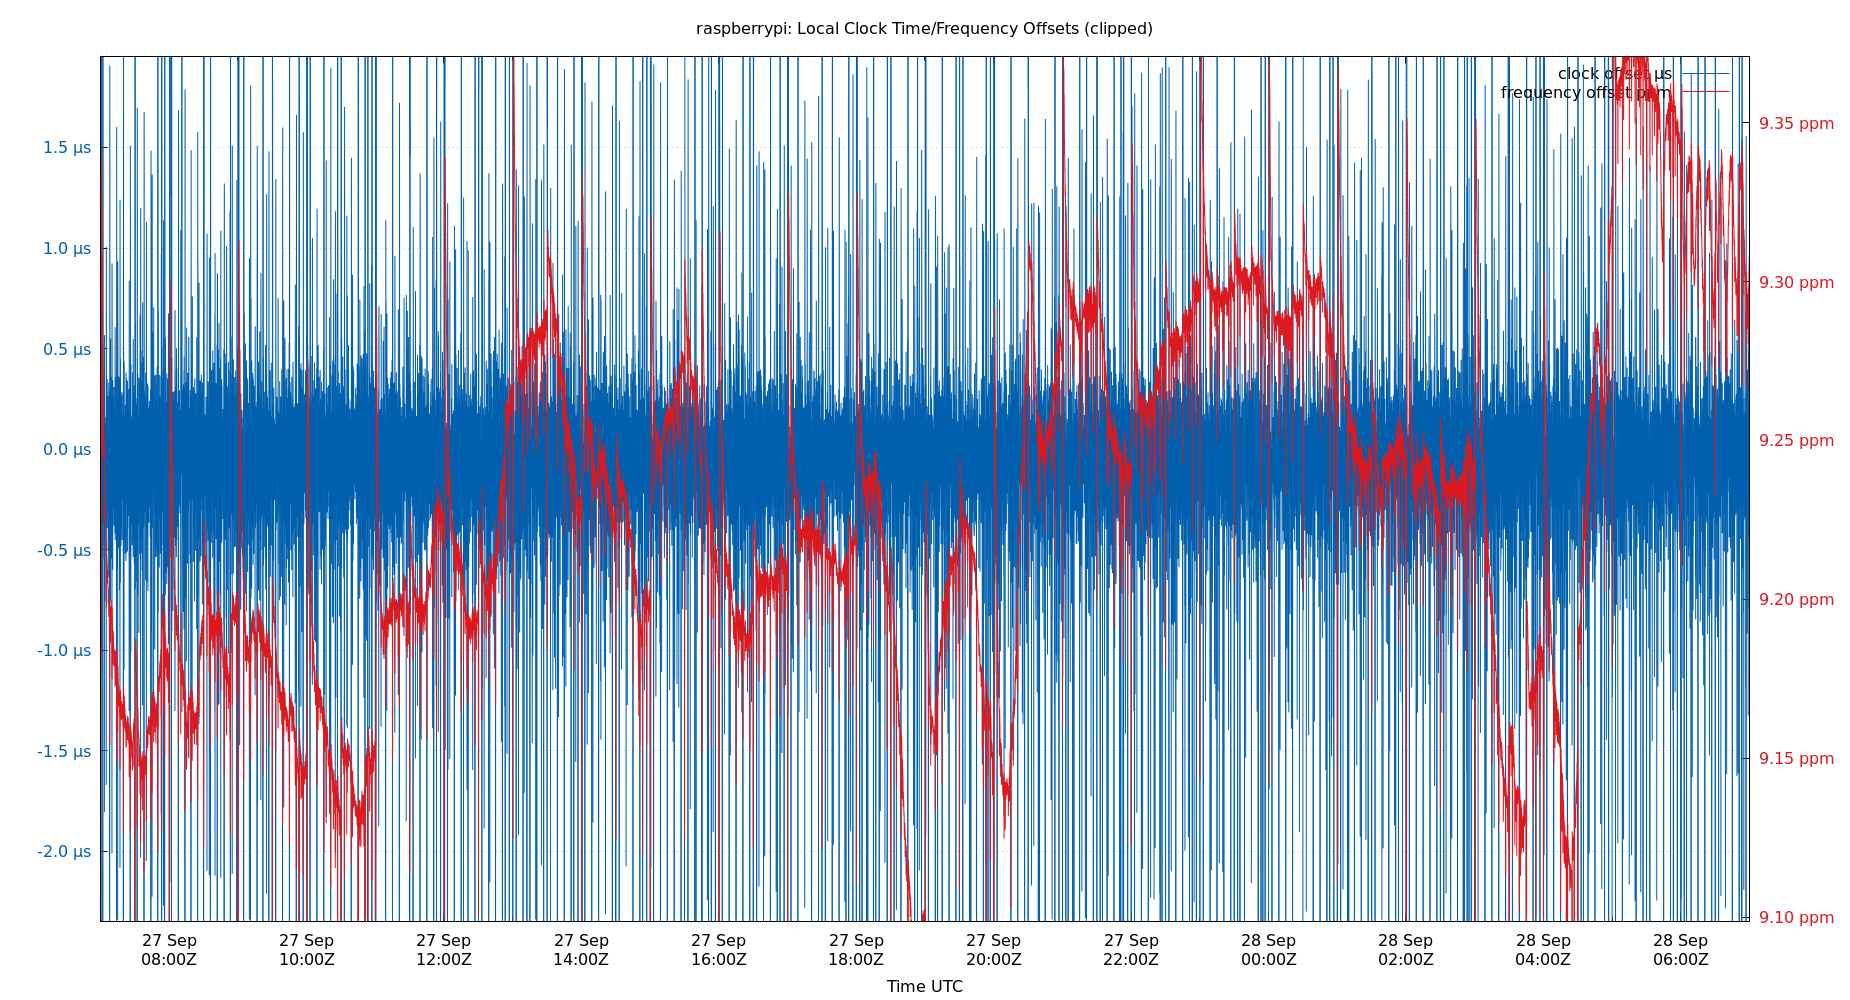 raspberrypi: Local Clock Time/Frequency Offsets (clipped)
clock offset µs
frequency offset ppm
1.5 µs
1.0 µs
0.5 µs
0.0 µs
-0.5 µs
-1.0 µs
-1.5 µs
-2.0 µs
9.35 ppm
9.30 ppm
9.25 ppm
9.20 ppm
9.15 ppm
9.10 ppm
27 Sep
08:00Z
27 Sep
10:00Z
27 Sep
12:00Z
27 Sep
14:00Z
27 Sep
16:00Z
27 Sep
18:00Z
27 Sep
20:00Z
27 Sep
22:00Z
28 Sep
00:00Z
28 Sep
02:00Z
28 Sep
04:00Z
28 Sep
06:00Z
Time UTC